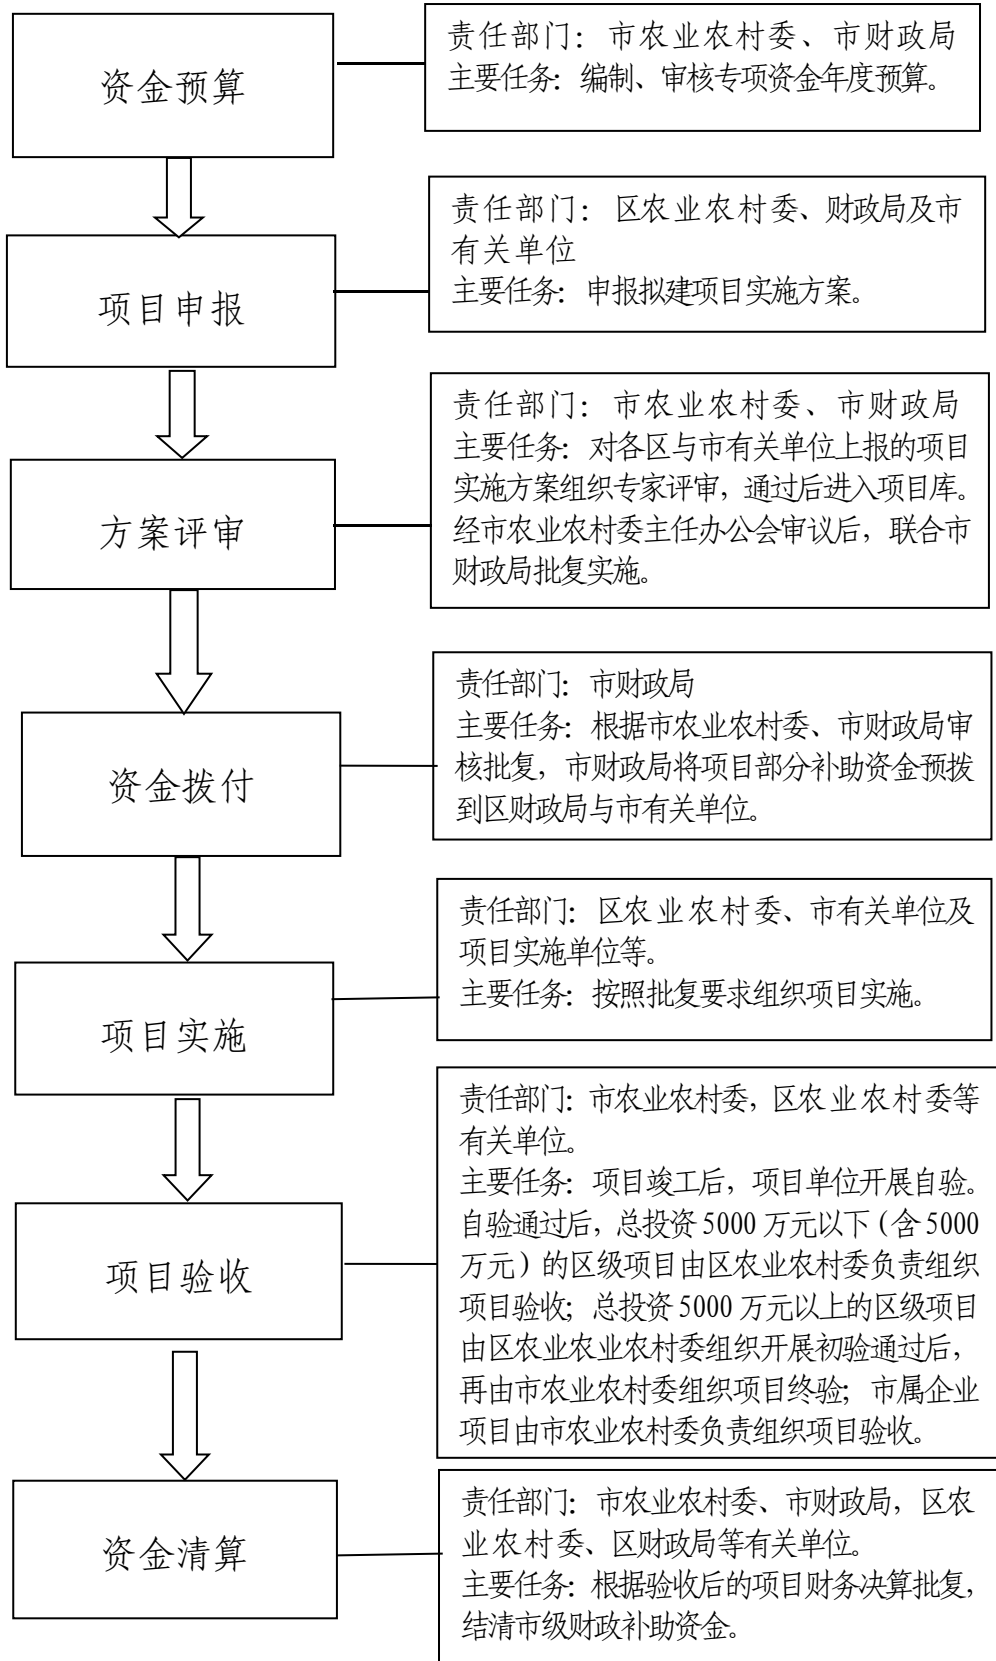 资金预算
责任部门：市农业农村委、市财政局
主要任务：编制、审核专项资金年度预算。
项目申报
责任部门：区农业农村委、财政局及市
有关单位
主要任务：申报拟建项目实施方案。
方案评审
责任部门：市农业农村委、市财政局
主要任务：对各区与市有关单位上报的项目
实施方案组织专家评审，通过后进入项目库。
经市农业农村委主任办公会审议后，联合市
财政局批复实施。
资金拨付
责任部门：市财政局
主要任务：根据市农业农村委、市财政局审
核批复，市财政局将项目部分补助资金预拨
到区财政局与市有关单位。
项目实施
责任部门：区农业农村委、市有关单位及
项目实施单位等。
主要任务：按照批复要求组织项目实施。
项目验收
责任部门：市农业农村委，区农业农村委等
有关单位。
主要任务：项目竣工后，项目单位开展自验。
自验通过后，总投资 5000 万元以下（含 5000
万元）的区级项目由区农业农村委负责组织
项目验收；总投资 5000 万元以上的区级项目
由区农业农业农村委组织开展初验通过后，
再由市农业农村委组织项目终验；市属企业
项目由市农业农村委负责组织项目验收。
资金清算
责任部门：市农业农村委、市财政局，区农
业农村委、区财政局等有关单位。
主要任务：根据验收后的项目财务决算批复，
结清市级财政补助资金。